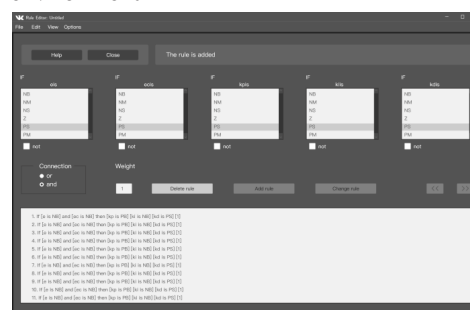 Rule Editor: Untitled
File Edit View Options
Help Close The rule is added
IF IF IF IF IF
els ecls kpls kils kdls
NB NB NB NB NB
NM NM NM NM NM
NS NS NS NS NS
Z Z Z Z Z
PS PS PS PS PS
PM PM PM PM PM
not not not not not
Connection Weight
or
and
1 Delete rule Add rule Change rule << >>
1. If [e is NB] and [ec is NB] then [kp is PB] [ki is NB] [kd is PS] [1]
2. If [e is NB] and [ec is NB] then [kp is PB] [ki is NB] [kd is PS] [1]
3. If [e is NB] and [ec is NB] then [kp is PB] [ki is NB] [kd is PS] [1]
4. If [e is NB] and [ec is NB] then [kp is PB] [ki is NB] [kd is PS] [1]
5. If [e is NB] and [ec is NB] then [kp is PB] [ki is NB] [kd is PS] [1]
6. If [e is NB] and [ec is NB] then [kp is PB] [ki is NB] [kd is PS] [1]
7. If [e is NB] and [ec is NB] then [kp is PB] [ki is NB] [kd is PS] [1]
8. If [e is NB] and [ec is NB] then [kp is PB] [ki is NB] [kd is PS] [1]
9. If [e is NB] and [ec is NB] then [kp is PB] [ki is NB] [kd is PS] [1]
10. If [e is NB] and [ec is NB] then [kp is PB] [ki is NB] [kd is PS] [1]
11. If [e is NB] and [ec is NB] then [kp is PB] [ki is NB] [kd is PS] [1]